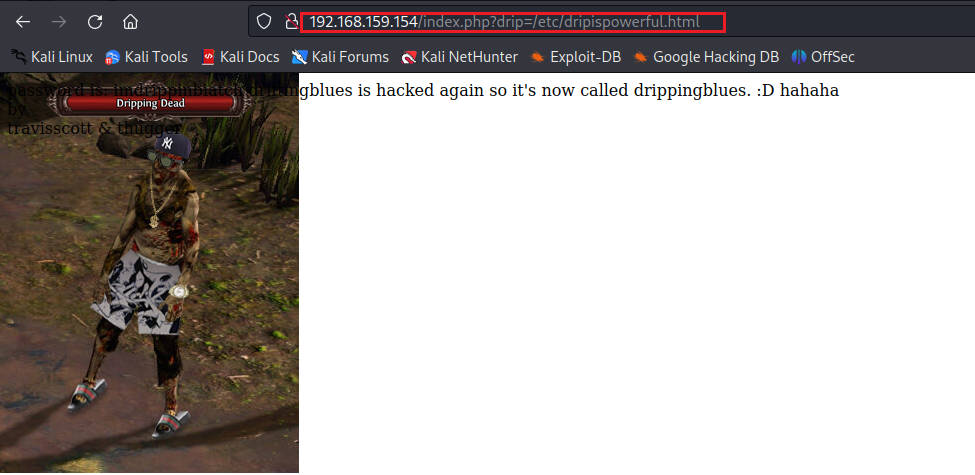 192.168.159.154/index.php?drip=/etc/dripispowerful.html
Kali Linux Kali Tools Kali Docs Kali Forums Kali NetHunter Exploit-DB Google Hacking DB OffSec
password is: imdrippinbiatch drippingblues is hacked again so it's now called drippingblues. :D hahaha
Dripping Dead
by
travisscott & thugger